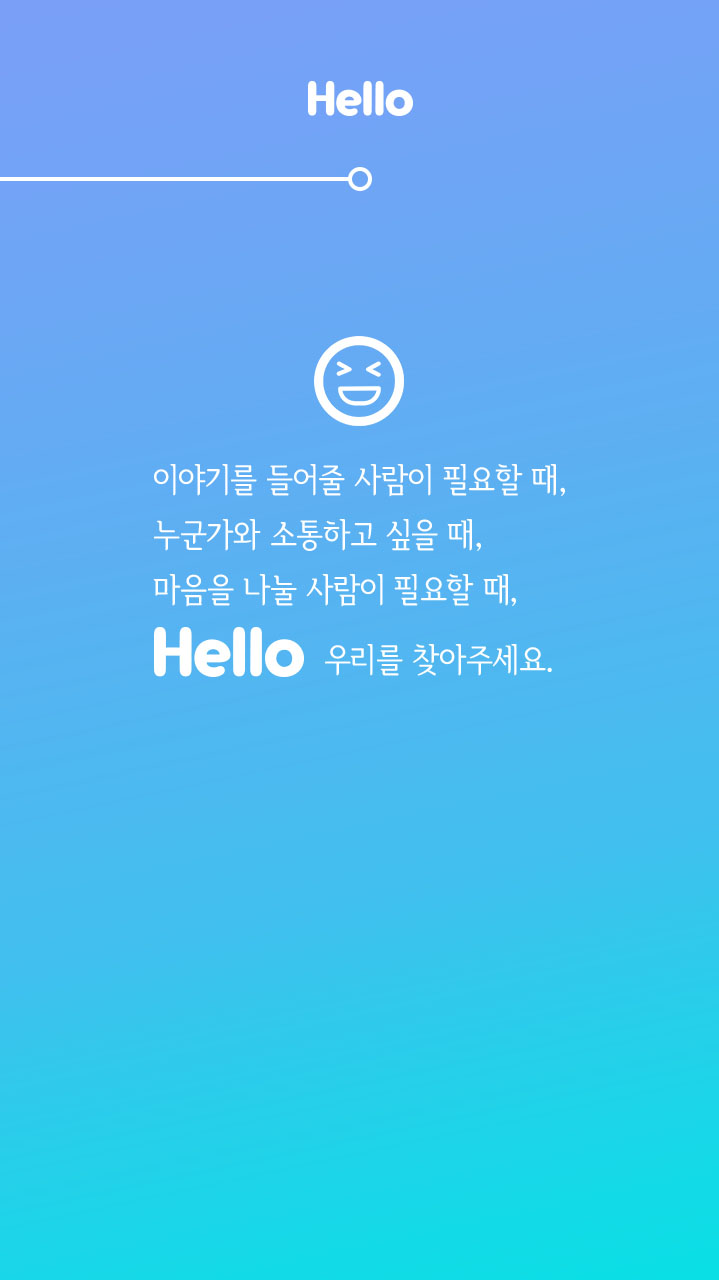 Hello
이야기를 들어줄 사람이 필요할 때,
누군가와 소통하고 싶을 때,
마음을 나눌 사람이 필요할 때,
Hello 우리를 찾아주세요.